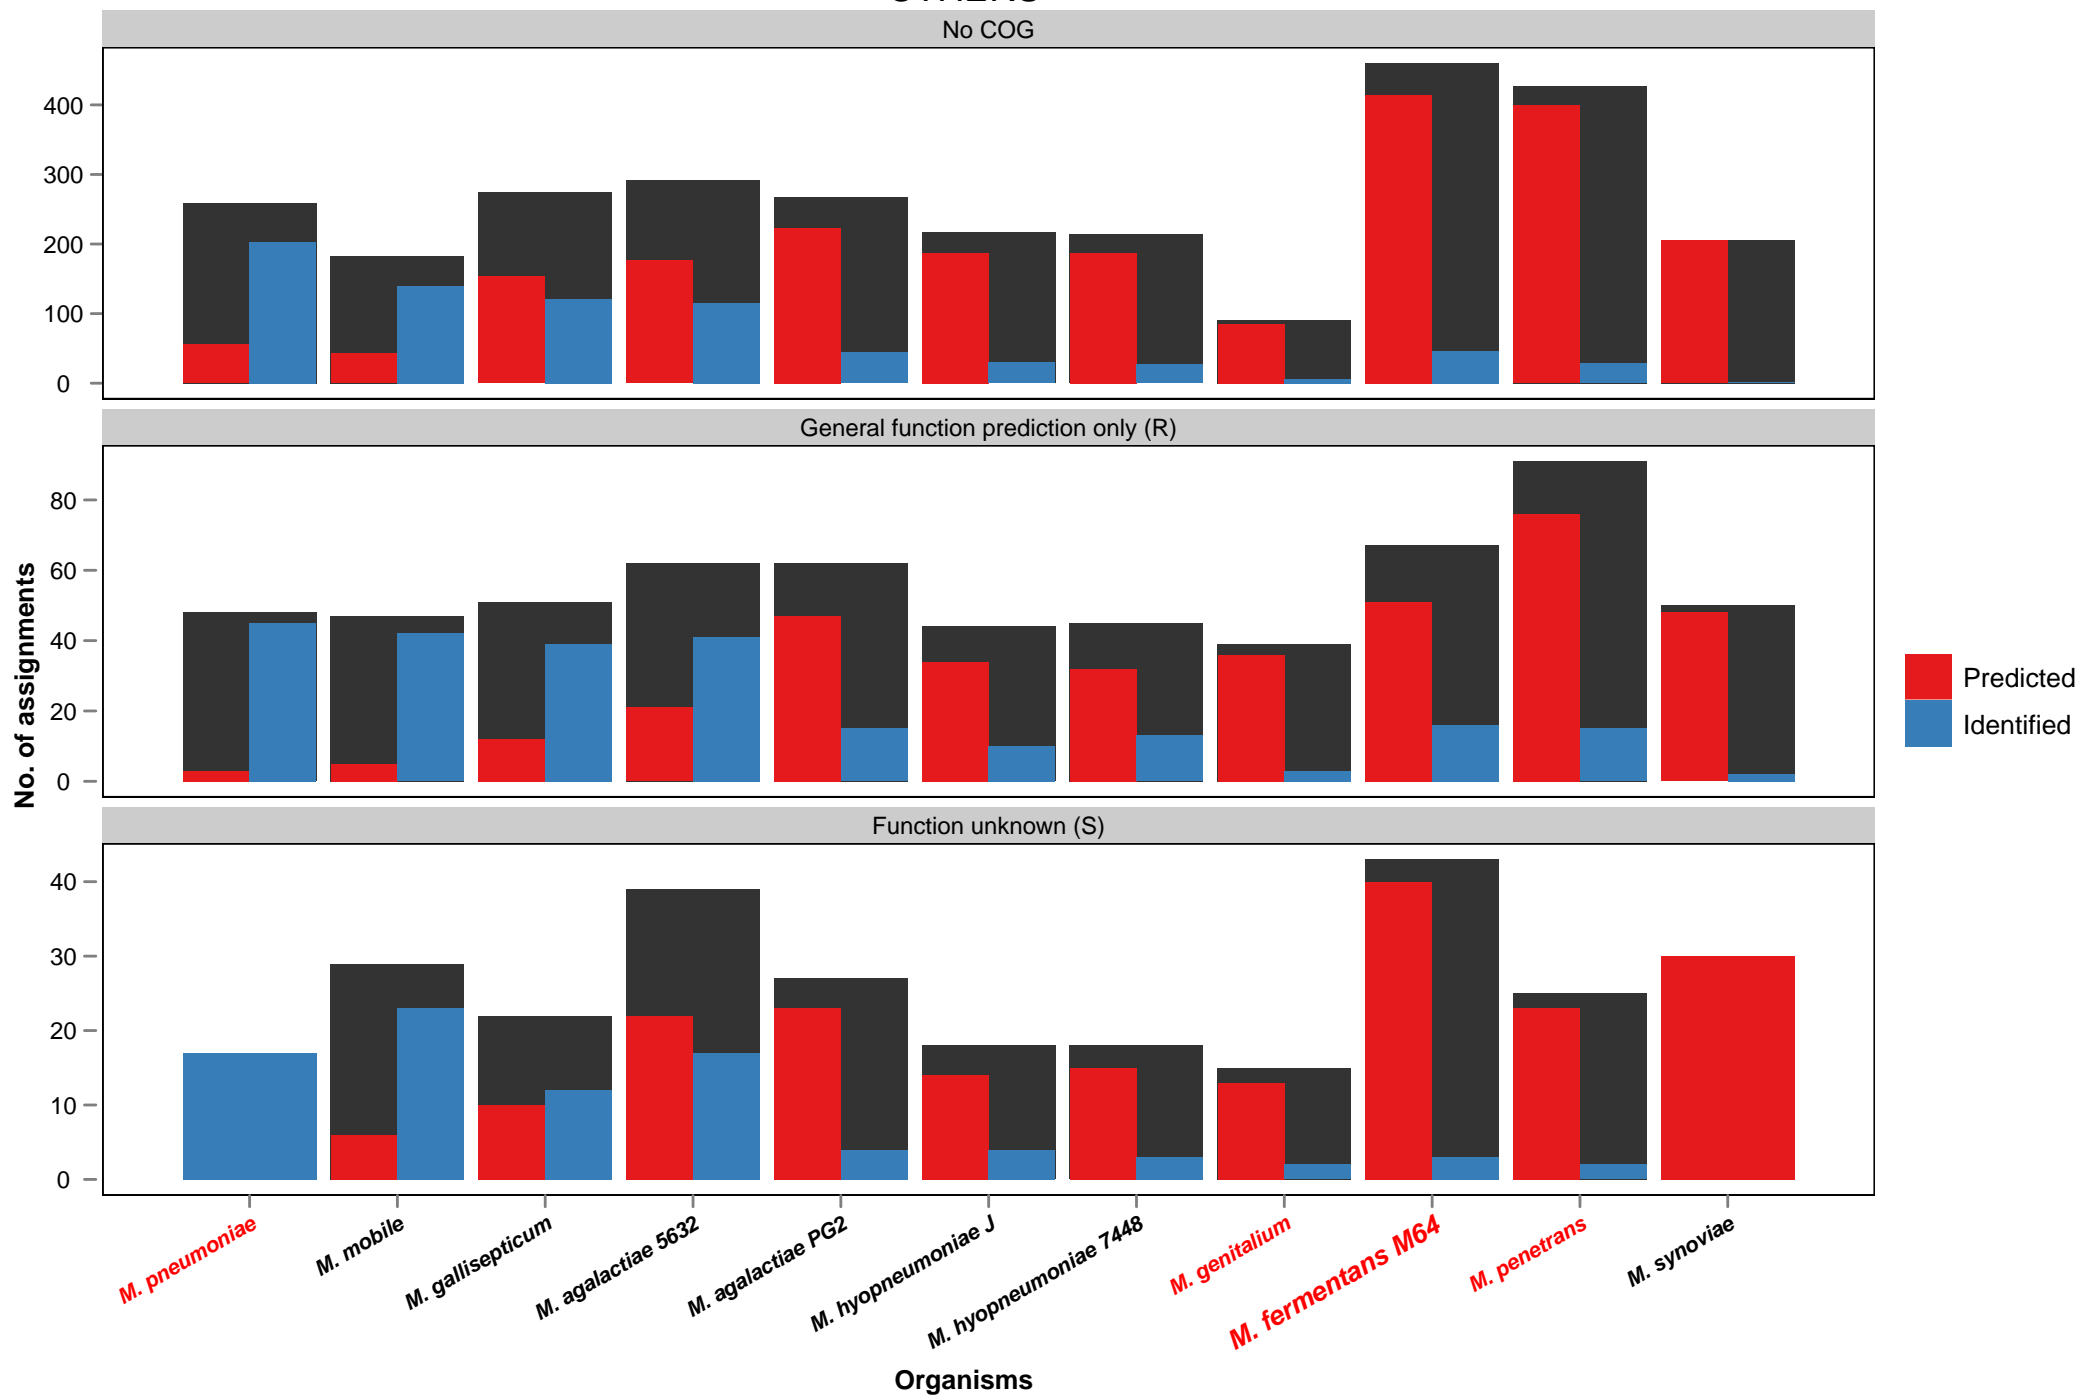 No COG
400
300
200
100
0
General function prediction only (R)
80
60
40
20
0
Function unknown (S)
40
30
20
10
0
No. of assignments
Predicted
Identified
M. pneumoniae
M. mobile
M. gallisepticum
M. agalactiae 5632
M. agalactiae PG2
M. hyopneumoniae J
M. hyopneumoniae 7448
M. genitalium
M. fermentans M64
M. penetrans
M. synoviae
Organisms